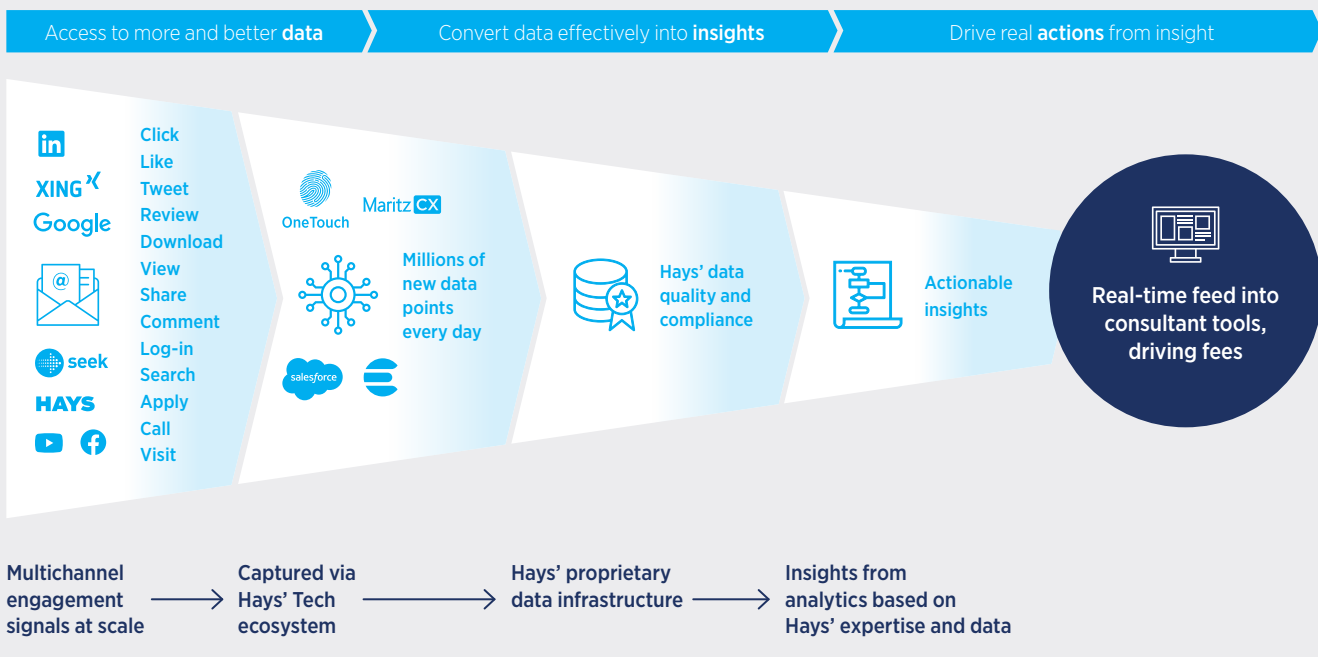 Access to more and better data
Convert data effectively into insights
Drive real actions from insight
in
XING
Google
@
seek
HAYS
Click
Like
Tweet
Review
Download
View
Share
Comment
Log-in
Search
Apply
Call
Visit
OneTouch
Maritz CX
Millions of
new data
points
every day
salesforce
Hays' data
quality and
compliance
Actionable
insights
Real-time feed into
consultant tools,
driving fees
Multichannel
engagement
signals at scale
Captured via
Hays' Tech
ecosystem
Hays' proprietary
data infrastructure
Insights from
analytics based on
Hays' expertise and data